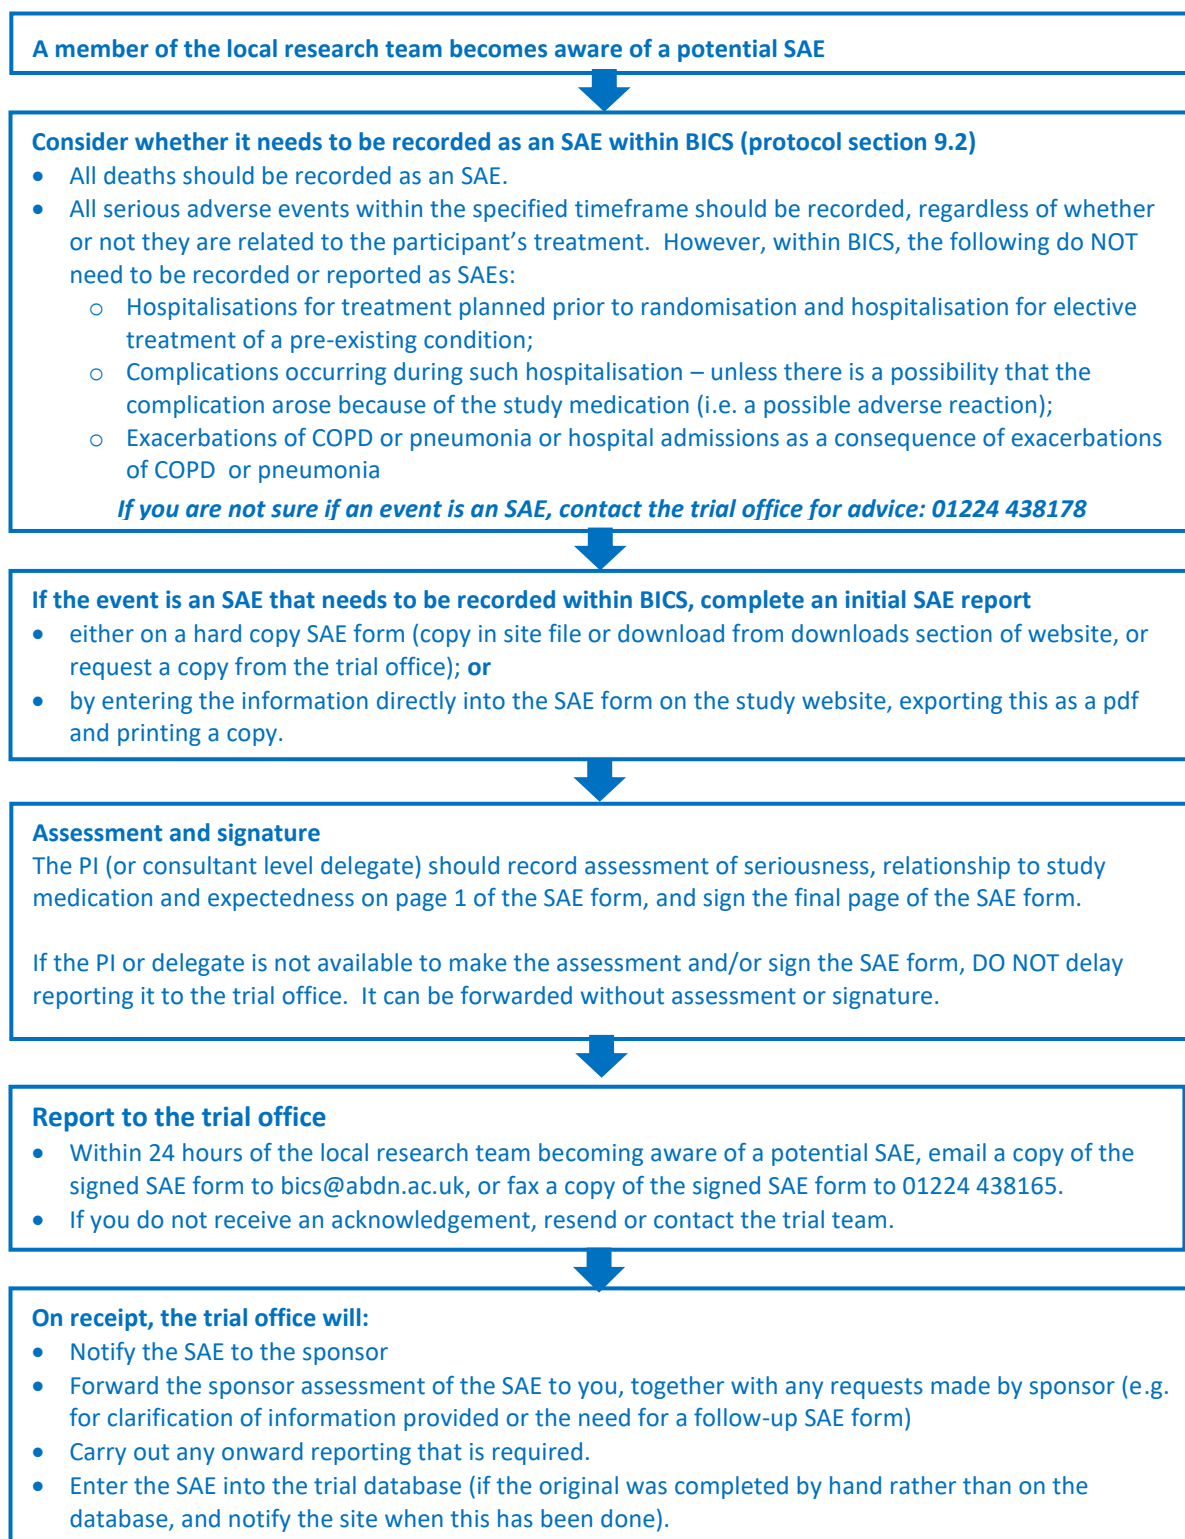 A member of the local research team becomes aware of a potential SAE
Consider whether it needs to be recorded as an SAE within BICS (protocol section 9.2)
• All deaths should be recorded as an SAE.
• All serious adverse events within the specified timeframe should be recorded, regardless of whether
or not they are related to the participant's treatment. However, within BICS, the following do NOT
need to be recorded or reported as SAEs:
o Hospitalisations for treatment planned prior to randomisation and hospitalisation for elective
treatment of a pre-existing condition;
o Complications occurring during such hospitalisation – unless there is a possibility that the
complication arose because of the study medication (i.e. a possible adverse reaction);
o Exacerbations of COPD or pneumonia or hospital admissions as a consequence of exacerbations
of COPD or pneumonia
If you are not sure if an event is an SAE, contact the trial office for advice: 01224 438178
If the event is an SAE that needs to be recorded within BICS, complete an initial SAE report
• either on a hard copy SAE form (copy in site file or download from downloads section of website, or
request a copy from the trial office); or
• by entering the information directly into the SAE form on the study website, exporting this as a pdf
and printing a copy.
Assessment and signature
The PI (or consultant level delegate) should record assessment of seriousness, relationship to study
medication and expectedness on page 1 of the SAE form, and sign the final page of the SAE form.
If the PI or delegate is not available to make the assessment and/or sign the SAE form, DO NOT delay
reporting it to the trial office. It can be forwarded without assessment or signature.
Report to the trial office
• Within 24 hours of the local research team becoming aware of a potential SAE, email a copy of the
signed SAE form to bics@abdn.ac.uk, or fax a copy of the signed SAE form to 01224 438165.
• If you do not receive an acknowledgement, resend or contact the trial team.
On receipt, the trial office will:
• Notify the SAE to the sponsor
• Forward the sponsor assessment of the SAE to you, together with any requests made by sponsor (e.g.
for clarification of information provided or the need for a follow-up SAE form)
• Carry out any onward reporting that is required.
• Enter the SAE into the trial database (if the original was completed by hand rather than on the
database, and notify the site when this has been done).